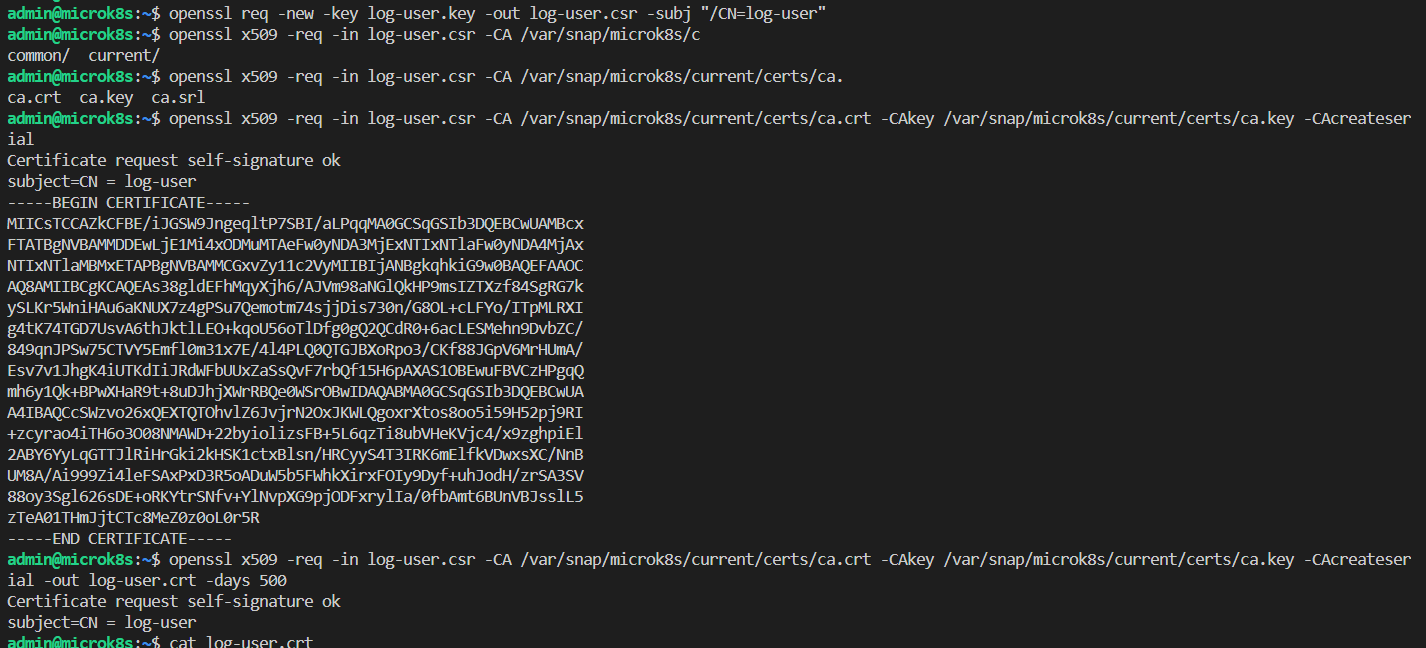 admin@microk8s:~$ openssl req -new -key log-user.key -out log-user.csr -subj "/CN=log-user"
admin@microk8s:~$ openssl x509 -req -in log-user.csr -CA /var/snap/microk8s/c
common/  current/
admin@microk8s:~$ openssl x509 -req -in log-user.csr -CA /var/snap/microk8s/current/certs/ca.
ca.crt  ca.key  ca.srl
admin@microk8s:~$ openssl x509 -req -in log-user.csr -CA /var/snap/microk8s/current/certs/ca.crt -CAkey /var/snap/microk8s/current/certs/ca.key -CAcreateser
ial
Certificate request self-signature ok
subject=CN = log-user
-----BEGIN CERTIFICATE-----
MIICsTCCAZkCFBE/iJGSW9JngeqltP7SBI/aLPqqMA0GCSqGSIb3DQEBCwUAMBcx
FTATBgNVBAMMDDEwLjE1Mi4xODMuMTAeFw0yNDA3MjExNTIxNTlaFw0yNDA4MjAx
NTIxNTlaMBMxETAPBgNVBAMMCGxvZy11c2VyMIIBIjANBgkqhkiG9w0BAQEFAAOC
AQ8AMIIBCgKCAQEAs38gldEFhMqyXjh6/AJVm98aNGlQkHP9msIZTXzf84SgRG7k
ySLKr5WniHAu6aKNUX7z4gPSu7Qemotm74sjjDis730n/G8OL+cLFYo/ITpMLRXI
g4tK74TGD7UsvA6thJktlLEO+kqoU56oTlDfg0gQ2QCdR0+6acLESMehn9DvbZC/
849qnJPSw75CTVY5Emfl0m31x7E/4l4PLQ0QTGJBXoRpo3/CKf88JGpV6MrHUmA/
Esv7v1JhgK4iUTKdIiJRdWFbUUxZaSsQvF7rbQf15H6pAXAS1OBEwuFBVCzHPgqQ
mh6y1Qk+BPwXHaR9t+8uDJhjXWrRBQe0WSrOBwIDAQABMA0GCSqGSIb3DQEBCwUA
A4IBAQCcSWzvo26xQEXTQTOhvlZ6JvjrN2OxJKWLQgoxrXtos8oo5i59H52pj9RI
+zcyrao4iTH6o3O08NMAWD+22byiolizsFB+5L6qzTi8ubVHeKVjc4/x9zghpiEl
2ABY6YyLqGTTJlRiHrGki2kHSK1ctxBlsn/HRCyyS4T3IRK6mElfkVDwxsXC/NnB
UM8A/Ai999Zi4leFSAxPxD3R5oADuW5b5FWhkXirxFOIy9Dyf+uhJodH/zrSA3SV
88oy3Sgl626sDE+oRKYtrSNfv+YlNvpXG9pjODFxrylIa/0fbAmt6BUnVBJsslL5
zTeA01THmJjtCTc8MeZ0z0oL0r5R
-----END CERTIFICATE-----
admin@microk8s:~$ openssl x509 -req -in log-user.csr -CA /var/snap/microk8s/current/certs/ca.crt -CAkey /var/snap/microk8s/current/certs/ca.key -CAcreateser
ial -out log-user.crt -days 500
Certificate request self-signature ok
subject=CN = log-user
admin@microk8s:~$ cat log-user.crt